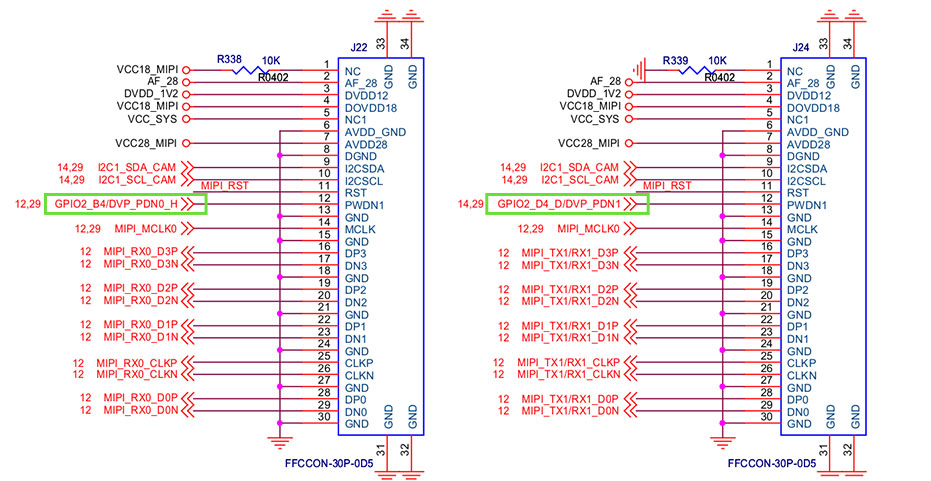 33
34
J22
GND
GND
R338
10K
R0402
VCC18_MIPI
1
NC
AF_28
2
AF_28
DVDD_1V2
3
DVDD12
VCC18_MIPI
4
DOVDD18
VCC_SYS
5
NC1
6
AVDD_GND
VCC28_MIPI
7
AVDD28
8
DGND
14,29
I2C1_SDA_CAM
9
I2CSDA
14,29
I2C1_SCL_CAM
10
I2CSCL
MIPI_RST
11
RST
12,29
GPIO2_B4/DVP_PDN0_H
12
PWDN1
13
GND
12,29
MIPI_MCLK0
14
MCLK
15
GND
12
MIPI_RX0_D3P
16
DP3
12
MIPI_RX0_D3N
17
DN3
18
GND
12
MIPI_RX0_D2P
19
DP2
12
MIPI_RX0_D2N
20
DN2
21
GND
12
MIPI_RX0_D1P
22
DP1
12
MIPI_RX0_D1N
23
DN1
24
GND
12
MIPI_RX0_CLKP
25
CLKP
12
MIPI_RX0_CLKN
26
CLKN
27
GND
12
MIPI_RX0_D0P
28
DP0
12
MIPI_RX0_D0N
29
DN0
30
GND
GND
GND
31
32
FFCCON-30P-0D5
33
34
J24
GND
GND
R339
10K
R0402
1
NC
AF_28
2
AF_28
DVDD_1V2
3
DVDD12
VCC18_MIPI
4
DOVDD18
VCC_SYS
5
NC1
6
AVDD_GND
VCC28_MIPI
7
AVDD28
8
DGND
14,29
I2C1_SDA_CAM
9
I2CSDA
14,29
I2C1_SCL_CAM
10
I2CSCL
MIPI_RST
11
RST
14,29
GPIO2_D4_D/DVP_PDN1
12
PWDN1
13
GND
12,29
MIPI_MCLK0
14
MCLK
15
GND
12
MIPI_TX1/RX1_D3P
16
DP3
12
MIPI_TX1/RX1_D3N
17
DN3
18
GND
12
MIPI_TX1/RX1_D2P
19
DP2
12
MIPI_TX1/RX1_D2N
20
DN2
21
GND
12
MIPI_TX1/RX1_D1P
22
DP1
12
MIPI_TX1/RX1_D1N
23
DN1
24
GND
12
MIPI_TX1/RX1_CLKP
25
CLKP
12
MIPI_TX1/RX1_CLKN
26
CLKN
27
GND
12
MIPI_TX1/RX1_D0P
28
DP0
12
MIPI_TX1/RX1_D0N
29
DN0
30
GND
GND
GND
31
32
FFCCON-30P-0D5